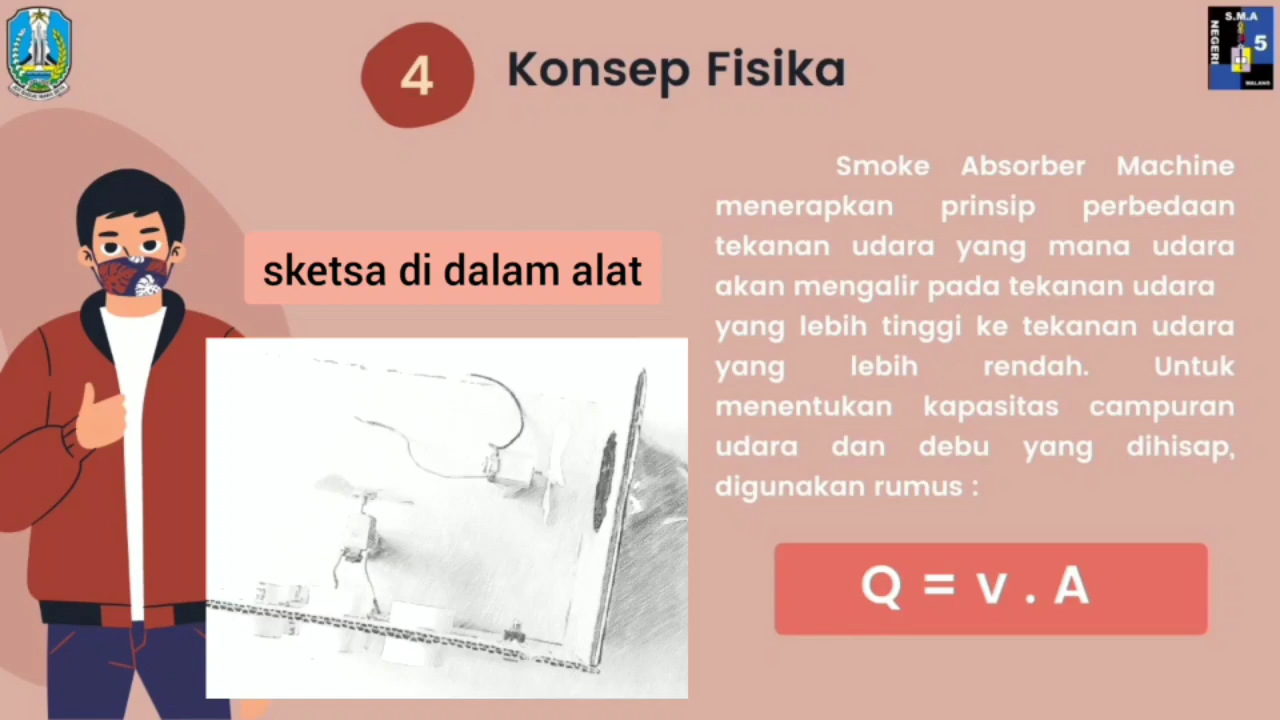 S.M.A
NEGERI
5
MALANG
4
Konsep Fisika
sketsa di dalam alat
Smoke Absorber Machine
menerapkan prinsip perbedaan
tekanan udara yang mana udara
akan mengalir pada tekanan udara
yang lebih tinggi ke tekanan udara
yang lebih rendah. Untuk
menentukan kapasitas campuran
udara dan debu yang dihisap,
digunakan rumus :
Q = v . A